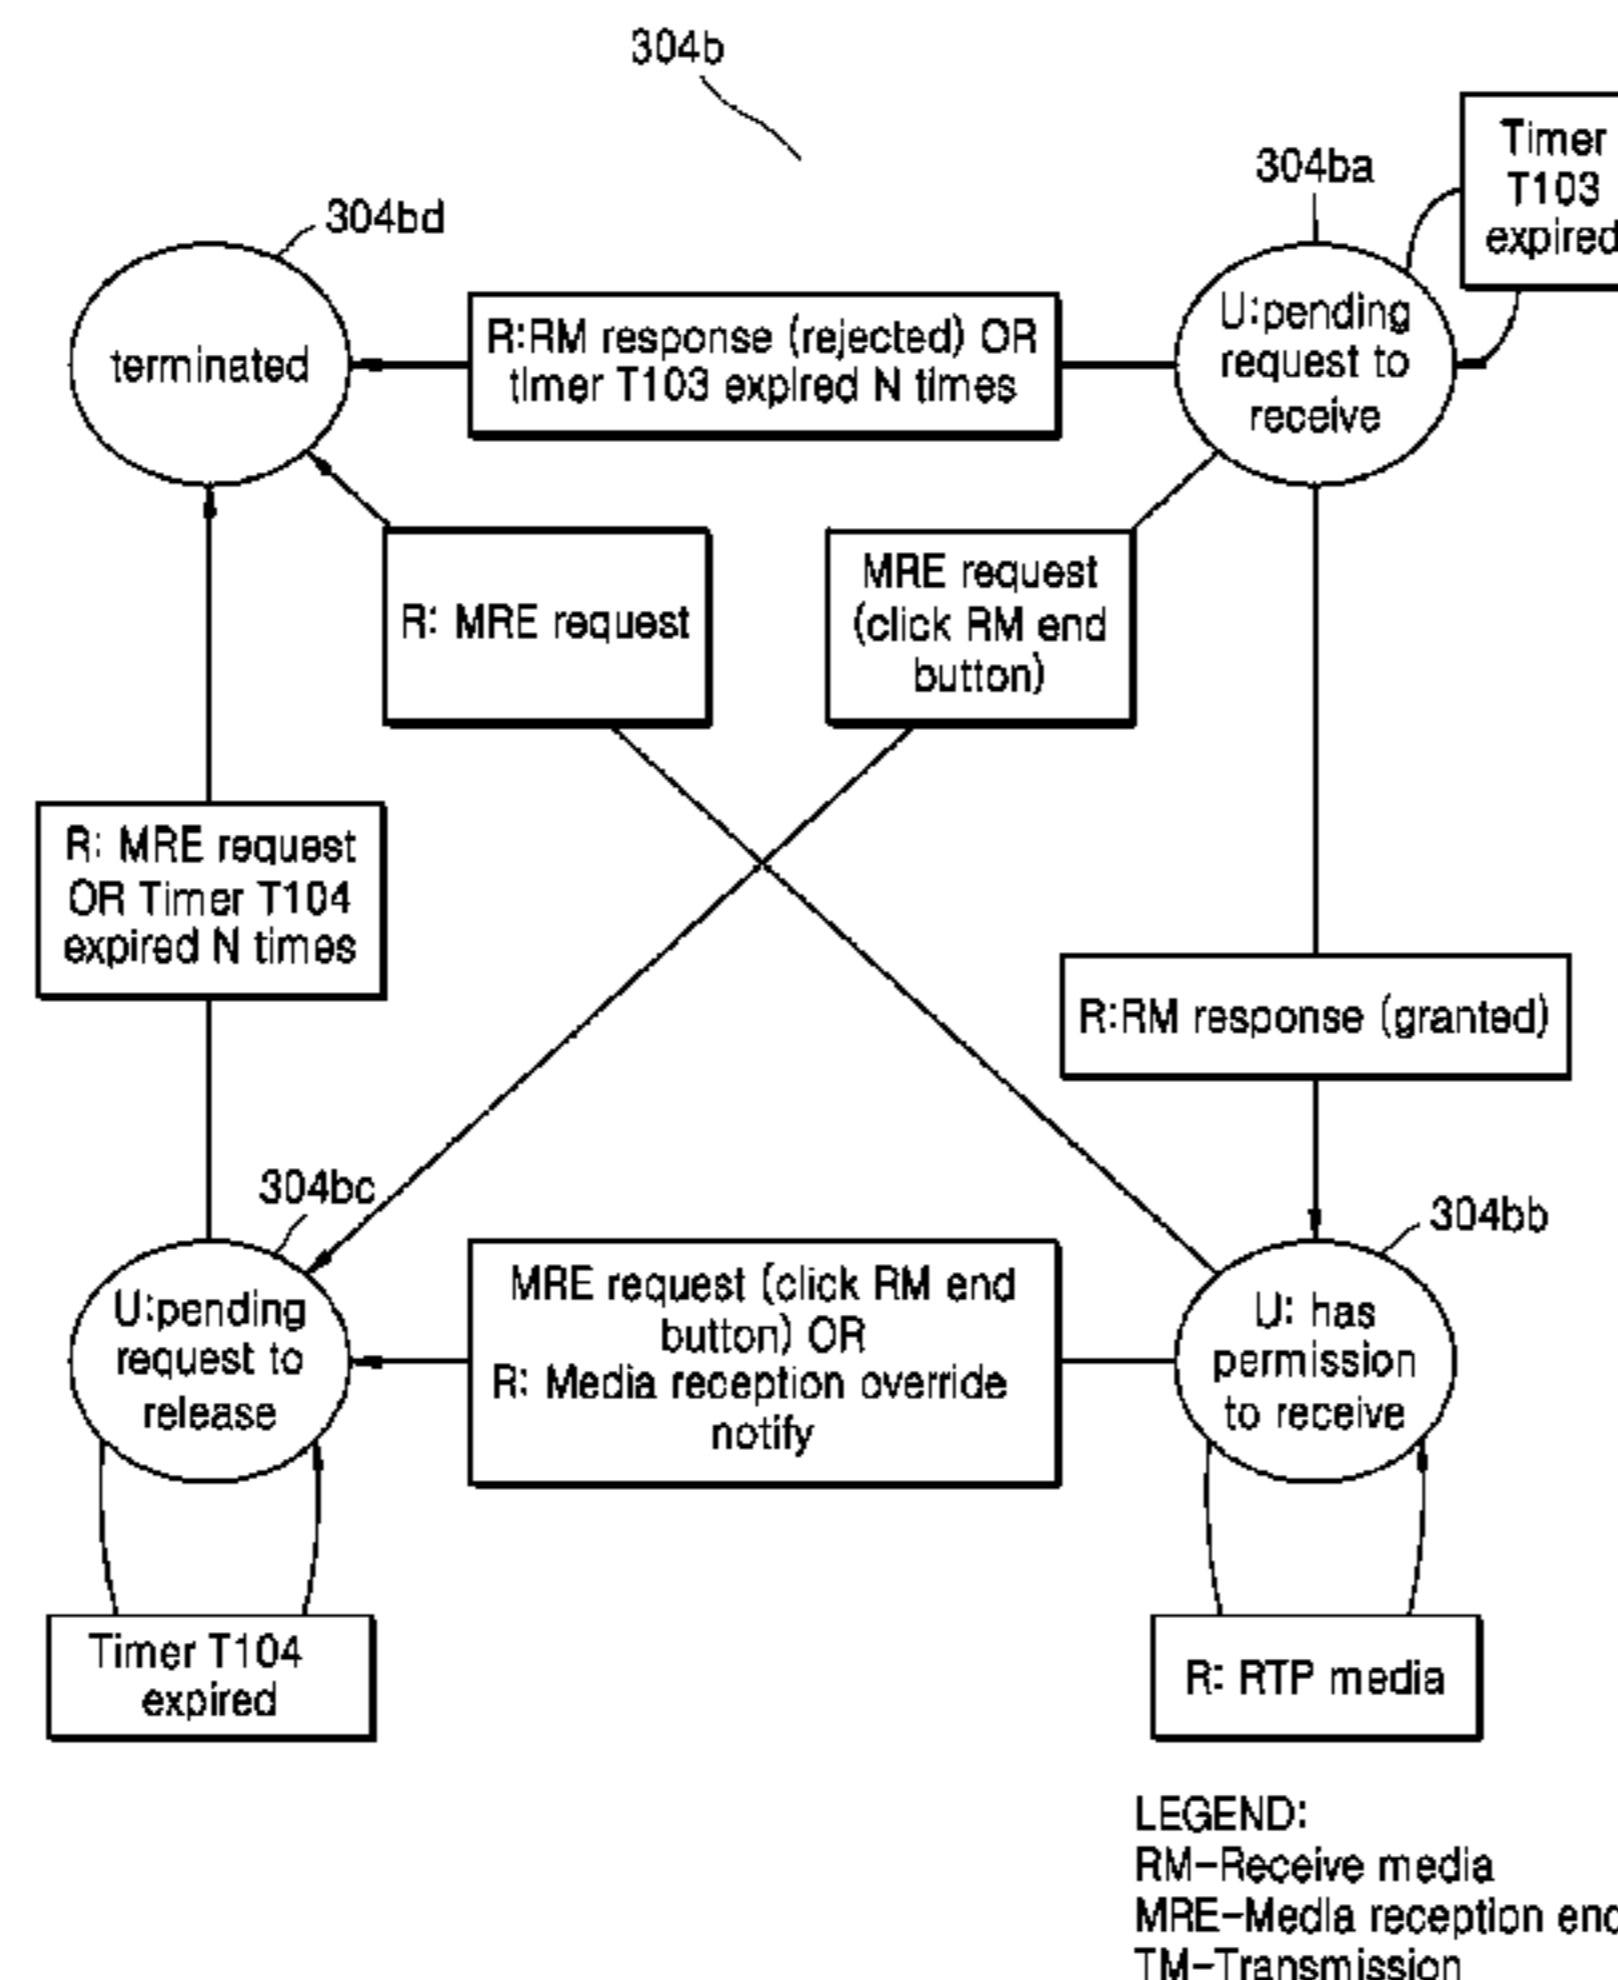 304b
304ba
Timer
T103
expired
304bd
terminated
R:RM response (rejected) OR
timer T103 expired N times
U:pending
request to
receive
R: MRE request
MRE request
(click RM end
button)
R: MRE request
OR Timer T104
expired N times
R:RM response (granted)
304bc
304bb
U:pending
request to
release
MRE request (click RM end
button) OR
R: Media reception override
notify
U: has
permission
to receive
Timer T104
expired
R: RTP media
LEGEND:
RM-Receive media
MRE-Media reception end
TM-Transmission